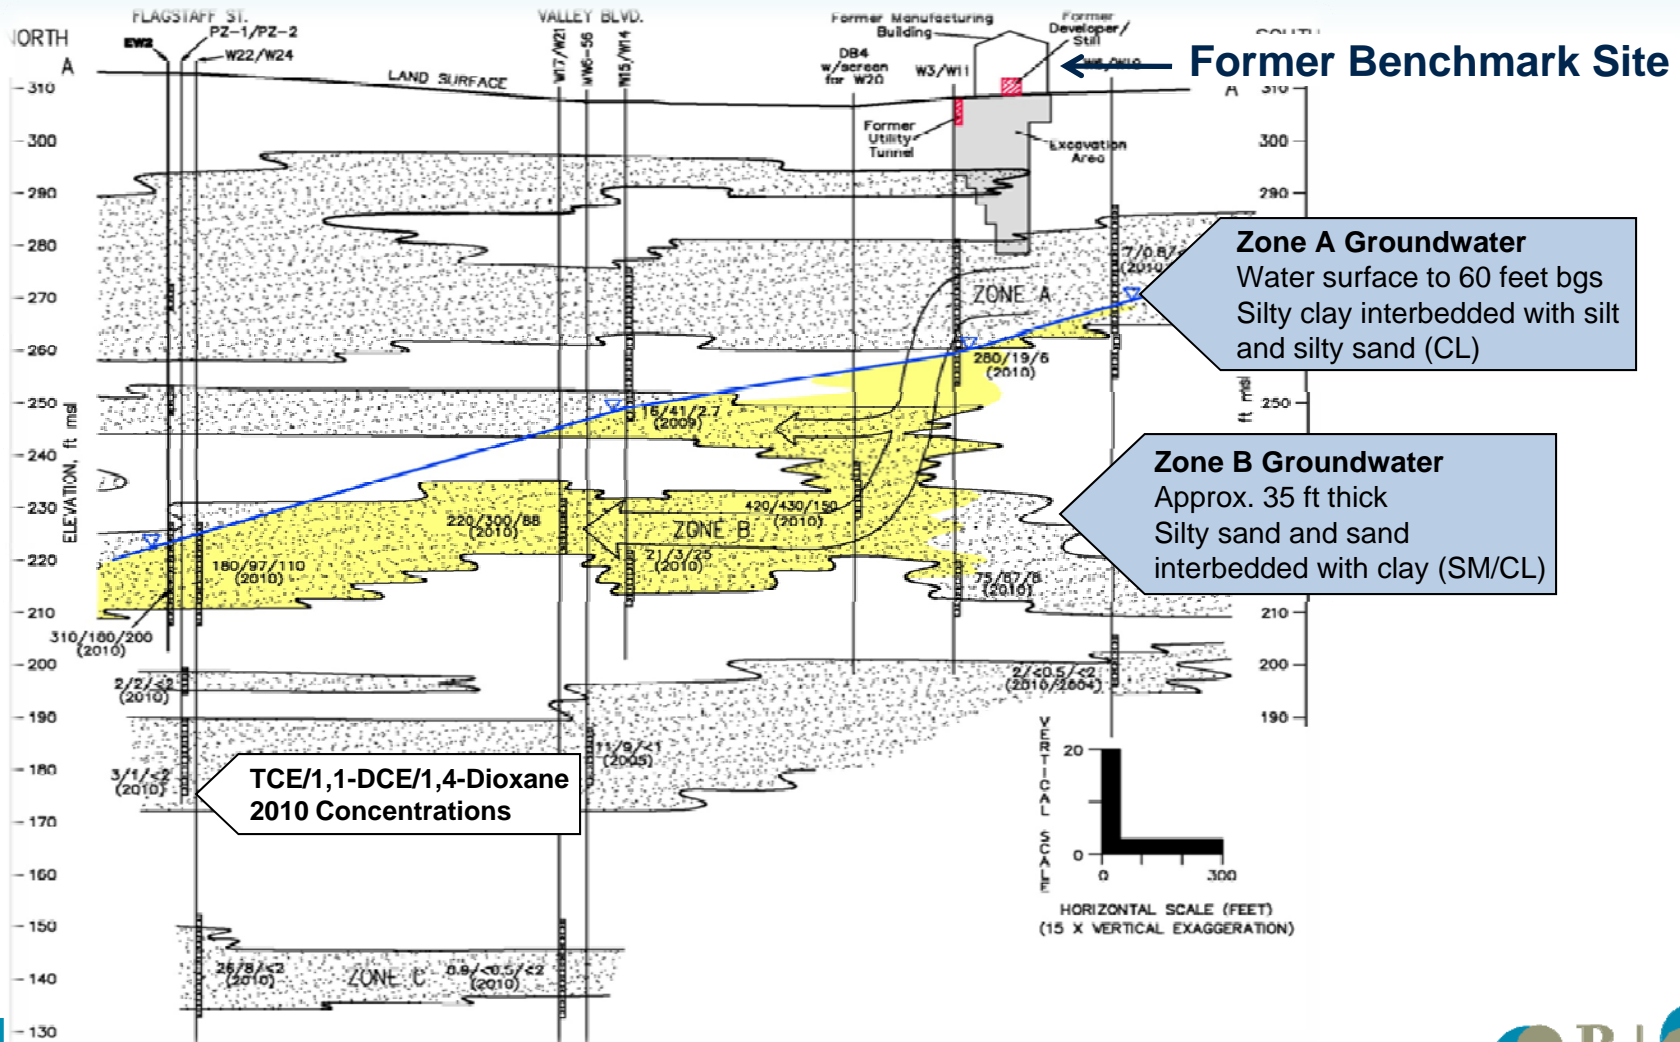 FLAGSTAFF ST.
VALLEY BLVD.
NORTH
A
EW2
PZ-1/PZ-2
W22/W24
LAND SURFACE
W17/W21
W15/W14
Former Manufacturing
Building
DB4
w/screen
for W20
W3/W11
Former
Developer/
Still
Former Benchmark Site
A
Former
Utility
Tunnel
Excavation
Area
310
300
290
280
270
260
250
240
230
220
210
200
190
180
170
160
150
140
130
ELEVATION, ft msl
310
300
290
250
210
200
190
ft msl
Zone A Groundwater
Water surface to 60 feet bgs
Silty clay interbedded with silt
and silty sand (CL)
ZONE A
280/19/6
(2010)
16/41/2.7
(2009)
Zone B Groundwater
Approx. 35 ft thick
Silty sand and sand
interbedded with clay (SM/CL)
220/300/88
(2010)
ZONE B
420/430/150
(2010)
21/3/25
(2010)
180/97/110
(2010)
(2010)
310/180/200
(2010)
2/2/<2
(2010)
2/<0.5/<2
(2010/2004)
3/1/<2
(2010)
11/9/<1
(2005)
TCE/1,1-DCE/1,4-Dioxane
2010 Concentrations
26/8/<2
(2010)
ZONE C
0.9/<0.5/<2
(2010)
VERTICAL SCALE
20
0
0
300
HORIZONTAL SCALE (FEET)
(15 X VERTICAL EXAGGERATION)